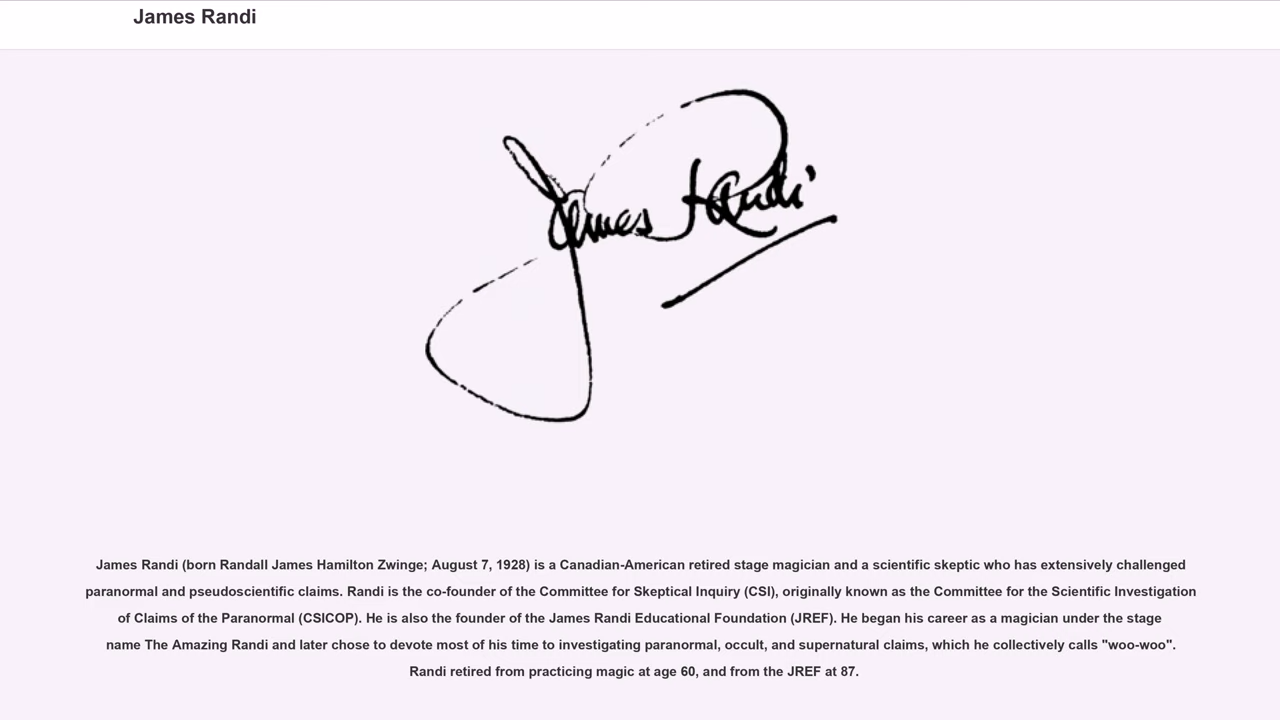 James Randi
James Randi
James Randi (born Randall James Hamilton Zwinge; August 7, 1928) is a Canadian-American retired stage magician and a scientific skeptic who has extensively challenged
paranormal and pseudoscientific claims. Randi is the co-founder of the Committee for Skeptical Inquiry (CSI), originally known as the Committee for the Scientific Investigation
of Claims of the Paranormal (CSICOP). He is also the founder of the James Randi Educational Foundation (JREF). He began his career as a magician under the stage
name The Amazing Randi and later chose to devote most of his time to investigating paranormal, occult, and supernatural claims, which he collectively calls "woo-woo".
Randi retired from practicing magic at age 60, and from the JREF at 87.